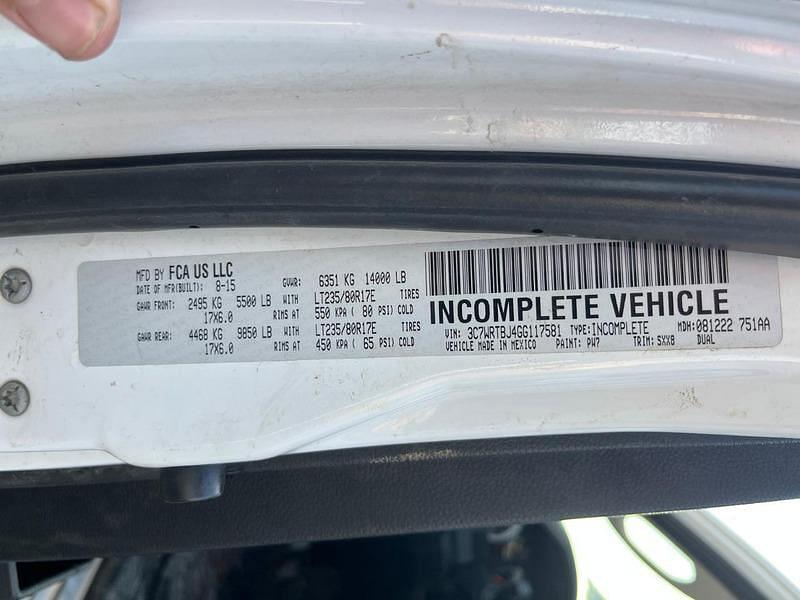 MFD BY FCA US LLC
DATE OF MFR(BUILT): 8-15
GVWR: 6351 KG 14000 LB
GAWR FRONT: 2495 KG 5500 LB WITH LT235/80R17E TIRES
17X6.0 RIMS AT 550 KPA ( 80 PSI) COLD
GAWR REAR: 4468 KG 9850 LB WITH LT235/80R17E TIRES
17X6.0 RIMS AT 450 KPA ( 65 PSI) COLD
INCOMPLETE VEHICLE
VIN: 3C7WRTBJ4GG117581 TYPE:INCOMPLETE MDH:081222 751AA
VEHICLE MADE IN MEXICO PAINT: PW7 TRIM: SXX8 DUAL